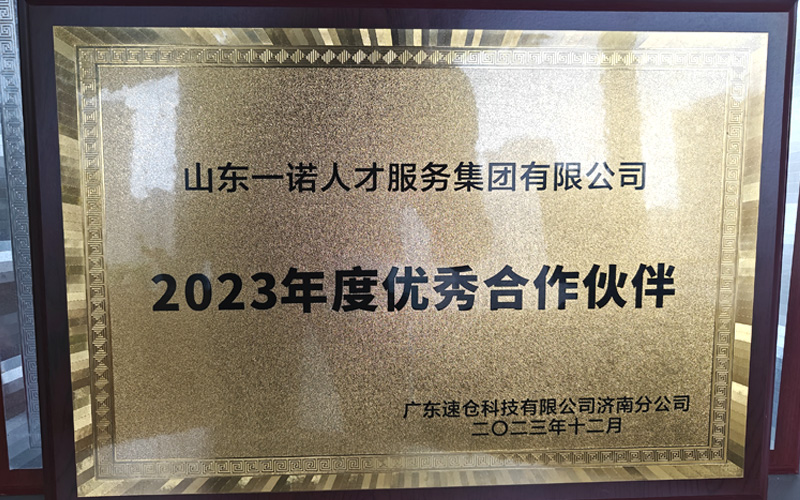 山东一诺人才服务集团有限公司
2023年度优秀合作伙伴
广东速仓科技有限公司济南分公司
二〇二三年十二月